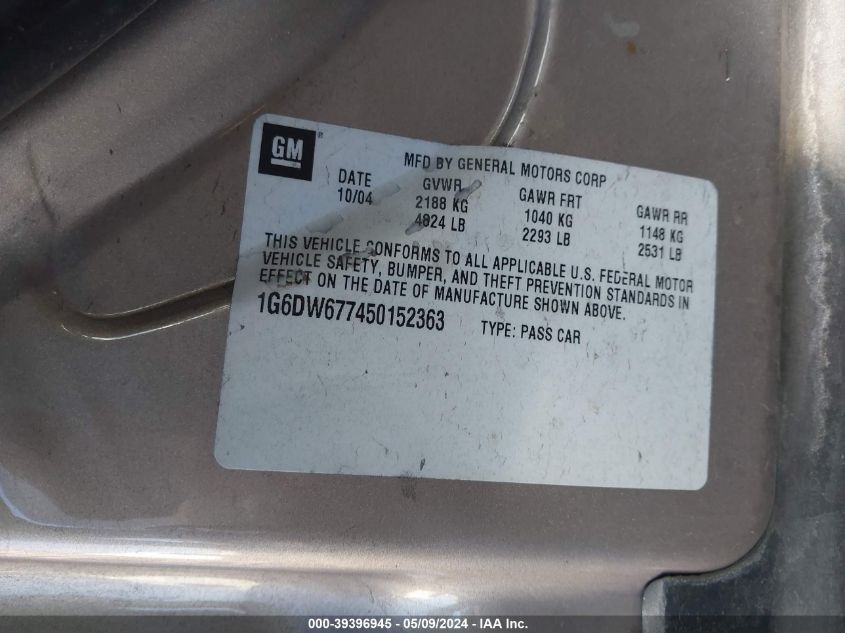 GM ®
MFD BY GENERAL MOTORS CORP
DATE GVWR GAWR FRT GAWR RR
10/04 2188 KG 1040 KG 1148 KG
4824 LB 2293 LB 2531 LB
THIS VEHICLE CONFORMS TO ALL APPLICABLE U.S. FEDERAL MOTOR
VEHICLE SAFETY, BUMPER, AND THEFT PREVENTION STANDARDS IN
EFFECT ON THE DATE OF MANUFACTURE SHOWN ABOVE.
1G6DW677450152363 TYPE: PASS CAR
000-39396945 / 05/09/2024 - IAA Inc.